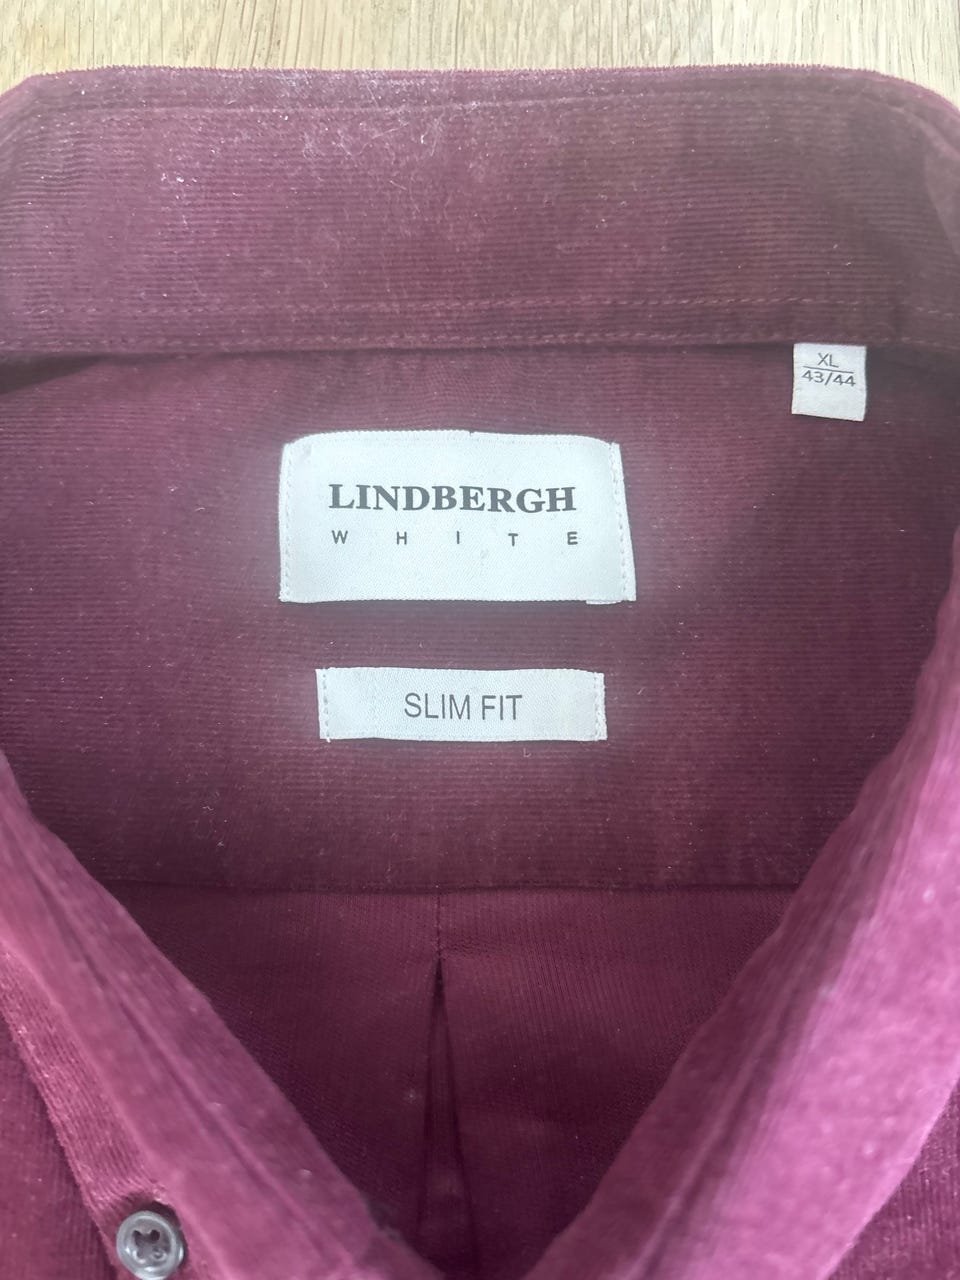 XL
43/44
LINDBERGH
WHITE
SLIM FIT